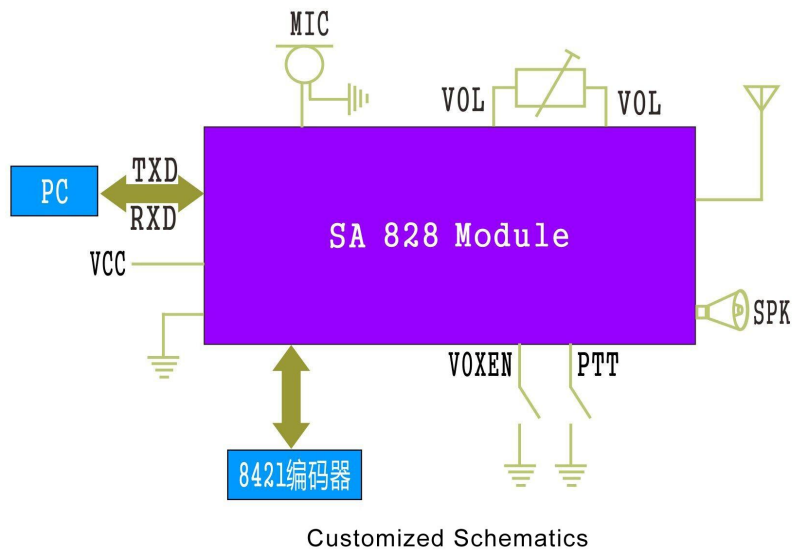 MIC
VOL
VOL
TXD
PC
RXD
SA 828 Module
VCC
SPK
VOXEN
PTT
8421编码器
Customized Schematics